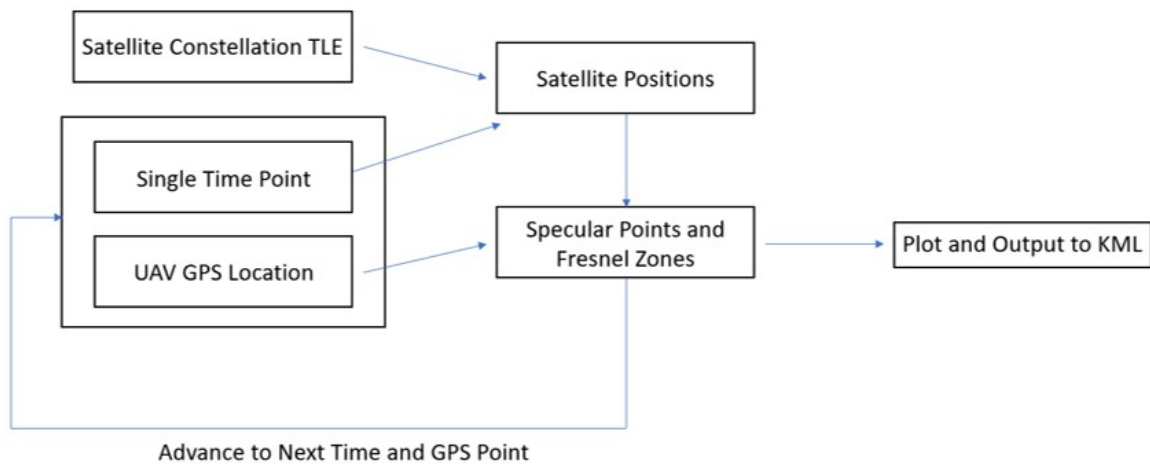 Satellite Constellation TLE
Satellite Positions
Single Time Point
UAV GPS Location
Specular Points and
Fresnel Zones
Plot and Output to KML
Advance to Next Time and GPS Point